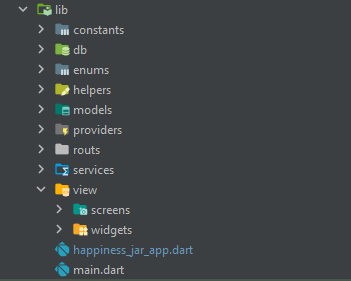 lib
constants
db
enums
helpers
models
providers
routs
services
view
screens
widgets
happiness_jar_app.dart
main.dart